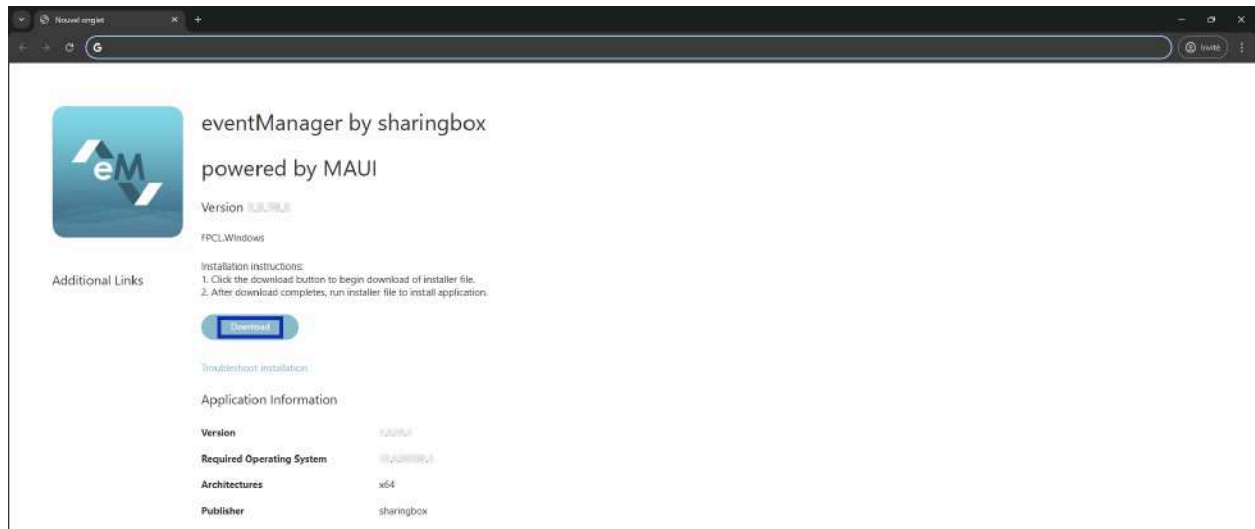 Nouvel onglet
G
Invité
eM
eventManager by sharingbox
powered by MAUI
Version
FPCL.Windows
Additional Links
Installation instructions:
1. Click the download button to begin download of installer file.
2. After download completes, run installer file to install application.
Download
Troubleshoot installation
Application Information
Version
Required Operating System
Architectures x64
Publisher sharingbox